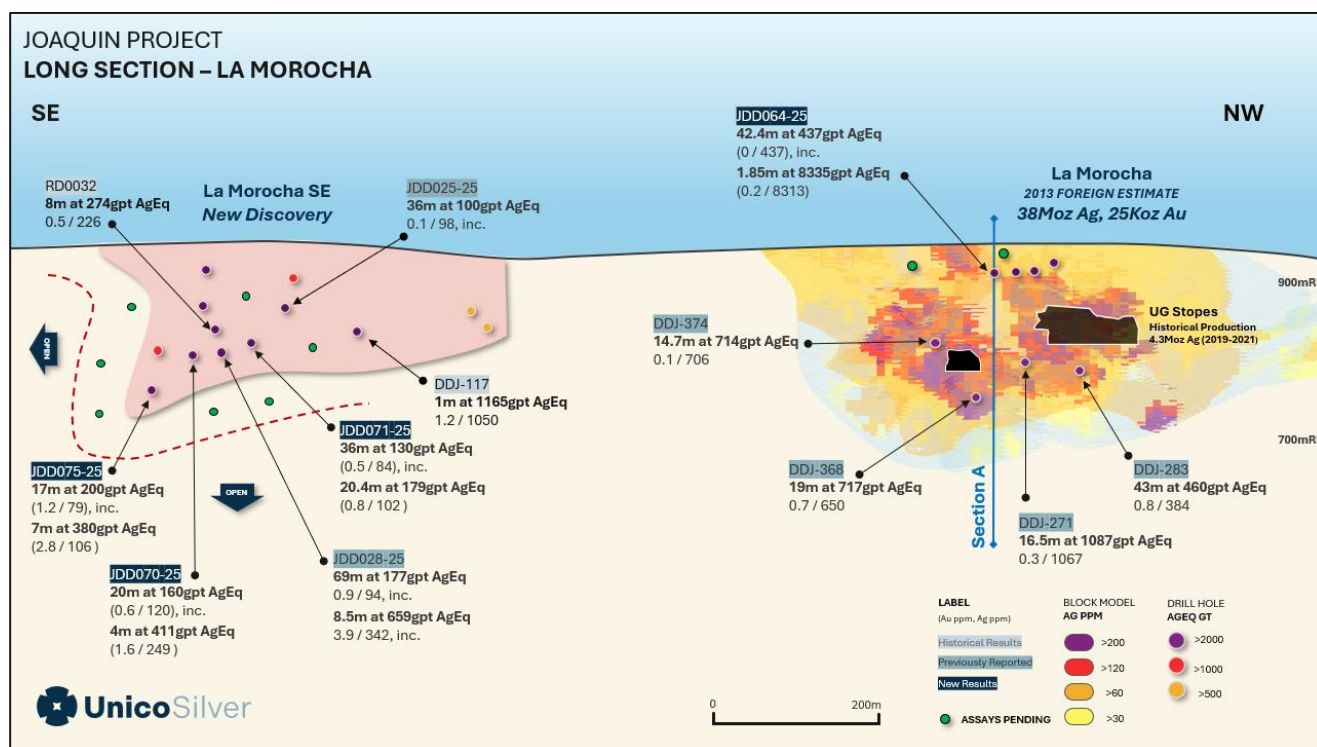 JOAQUIN PROJECT
LONG SECTION – LA MOROCHA
SE
NW
RD0032
8m at 274gpt AgEq
0.5 / 226
La Morocha SE
New Discovery
JDD025-25
36m at 100gpt AgEq
0.1 / 98, inc.
JDD064-25
42.4m at 437gpt AgEq
(0 / 437), inc.
1.85m at 8335gpt AgEq
(0.2 / 8313)
La Morocha
2013 FOREIGN ESTIMATE
38Moz Ag, 25Koz Au
900mR
OPEN
DDJ-374
14.7m at 714gpt AgEq
0.1 / 706
UG Stopes
Historical Production
4.3Moz Ag (2019-2021)
DDJ-117
1m at 1165gpt AgEq
1.2 / 1050
700mR
JDD071-25
36m at 130gpt AgEq
(0.5 / 84), inc.
20.4m at 179gpt AgEq
(0.8 / 102 )
JDD075-25
17m at 200gpt AgEq
(1.2 / 79), inc.
7m at 380gpt AgEq
(2.8 / 106 )
OPEN
DDJ-368
19m at 717gpt AgEq
0.7 / 650
Section A
DDJ-283
43m at 460gpt AgEq
0.8 / 384
DDJ-271
16.5m at 1087gpt AgEq
0.3 / 1067
JDD070-25
20m at 160gpt AgEq
(0.6 / 120), inc.
4m at 411gpt AgEq
(1.6 / 249 )
JDD028-25
69m at 177gpt AgEq
0.9 / 94, inc.
8.5m at 659gpt AgEq
3.9 / 342, inc.
LABEL
(Au ppm, Ag ppm)
Historical Results
Previously Reported
New Results
ASSAYS PENDING
BLOCK MODEL
AG PPM
>200
>120
>60
>30
DRILL HOLE
AGEQ GT
>2000
>1000
>500
UnicoSilver
0 200m